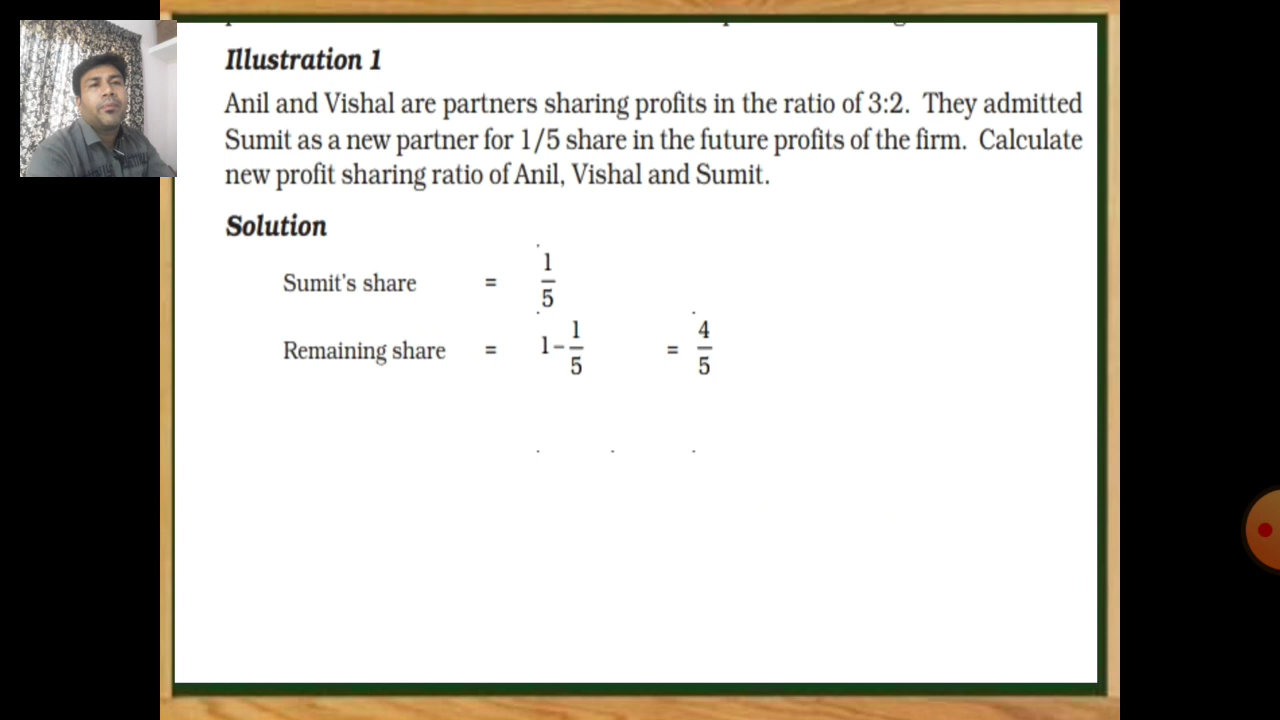 Illustration 1
Anil and Vishal are partners sharing profits in the ratio of 3:2. They admitted
Sumit as a new partner for 1/5 share in the future profits of the firm. Calculate
new profit sharing ratio of Anil, Vishal and Sumit.
Solution
Sumit's share = 1/5
Remaining share = 1 – 1/5 = 4/5